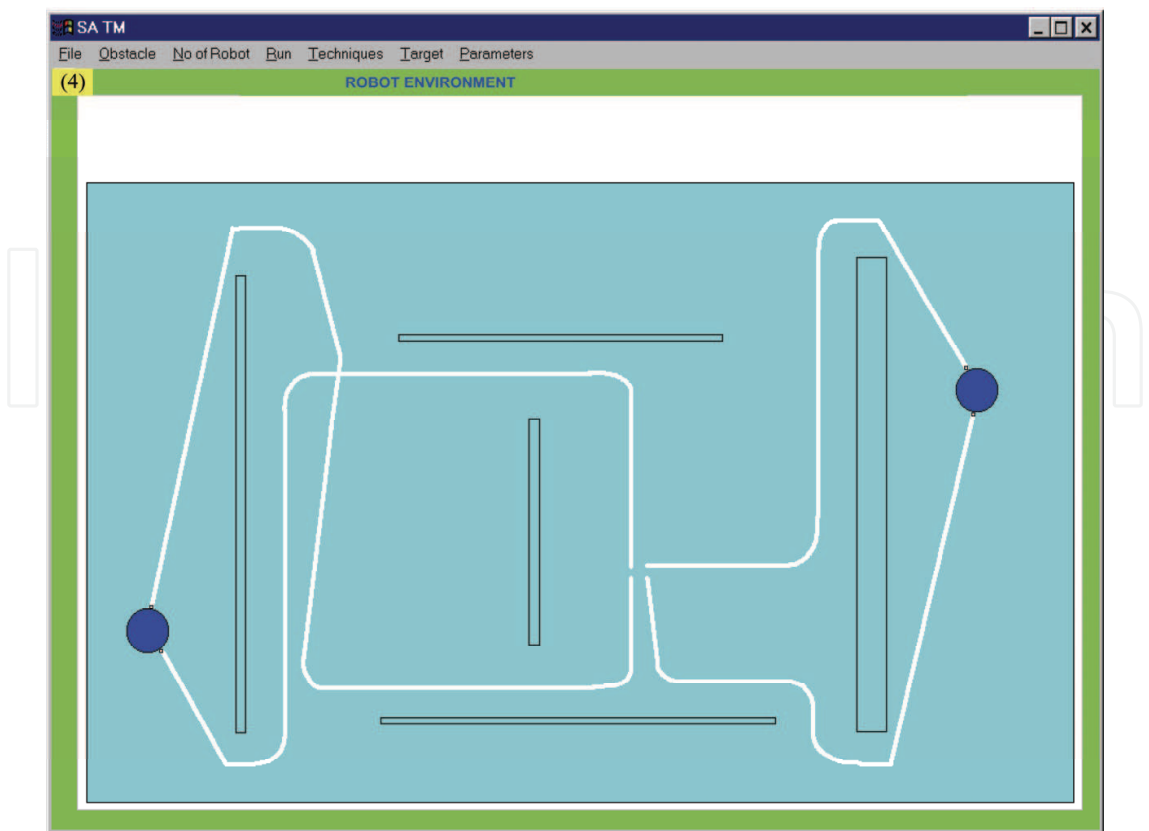 SA TM
File Obstacle No of Robot Run Techniques Target Parameters
(4) ROBOT ENVIRONMENT